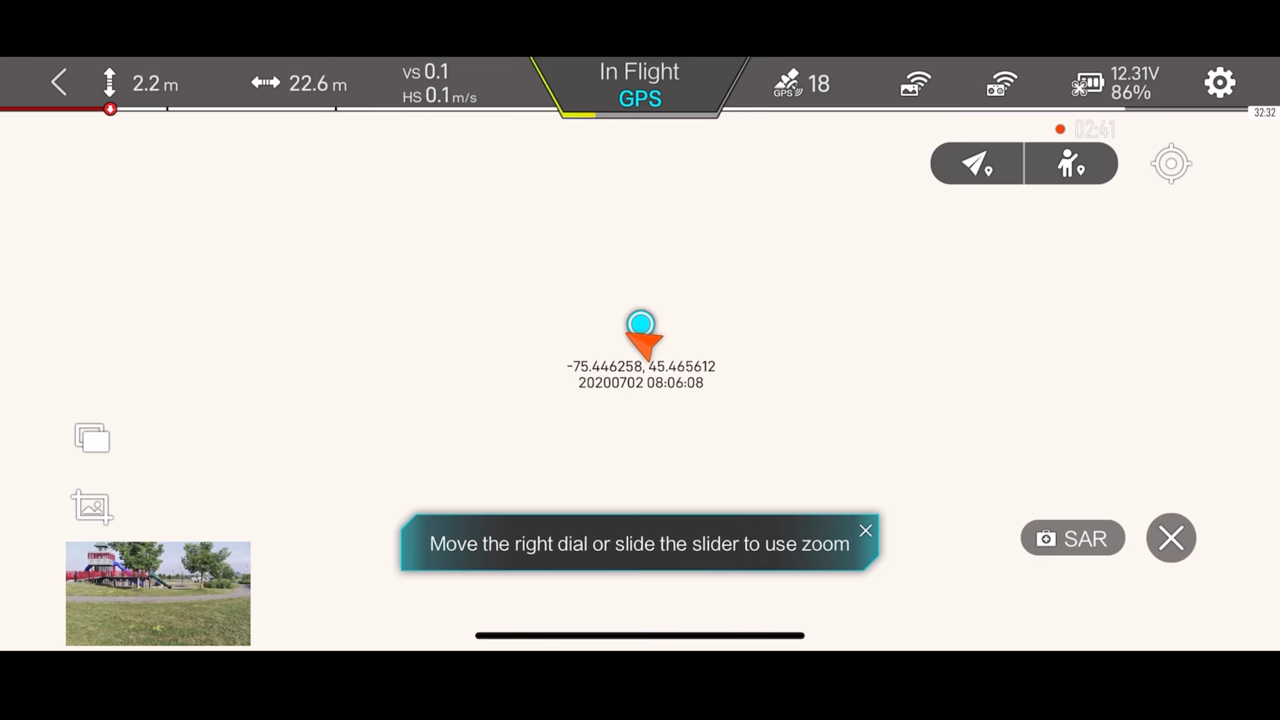 2.2 m
22.6 m
VS 0.1
HS 0.1 m/s
In Flight
GPS
GPS
18
12.31V
86%
32:32
02:41
-75.446258, 45.465612
20200702 08:06:08
Move the right dial or slide the slider to use zoom
SAR